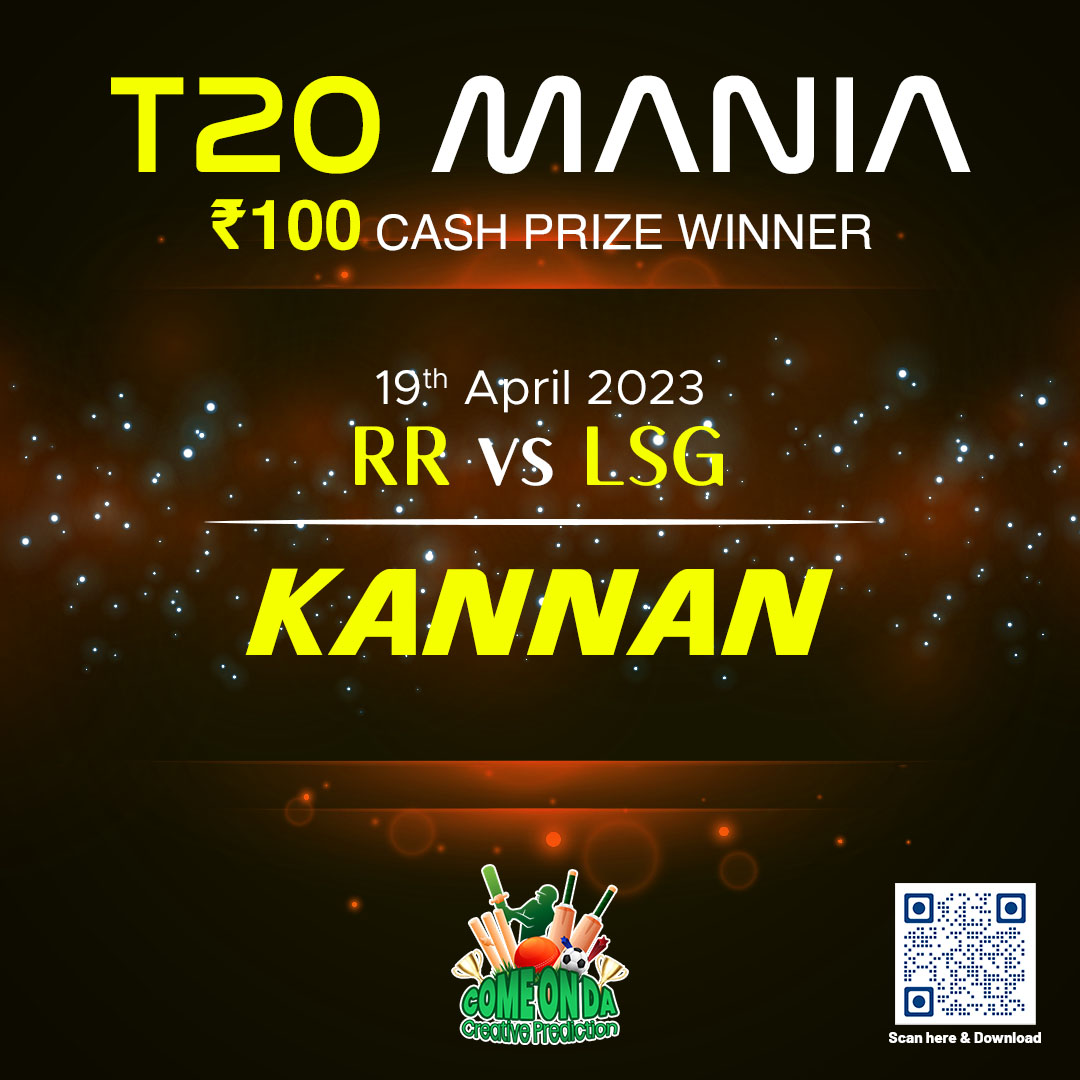 T20 MANIA
₹100 CASH PRIZE WINNER
19th April 2023
RR VS LSG
KANNAN
COME ON DA
Creative Prediction
Scan here & Download